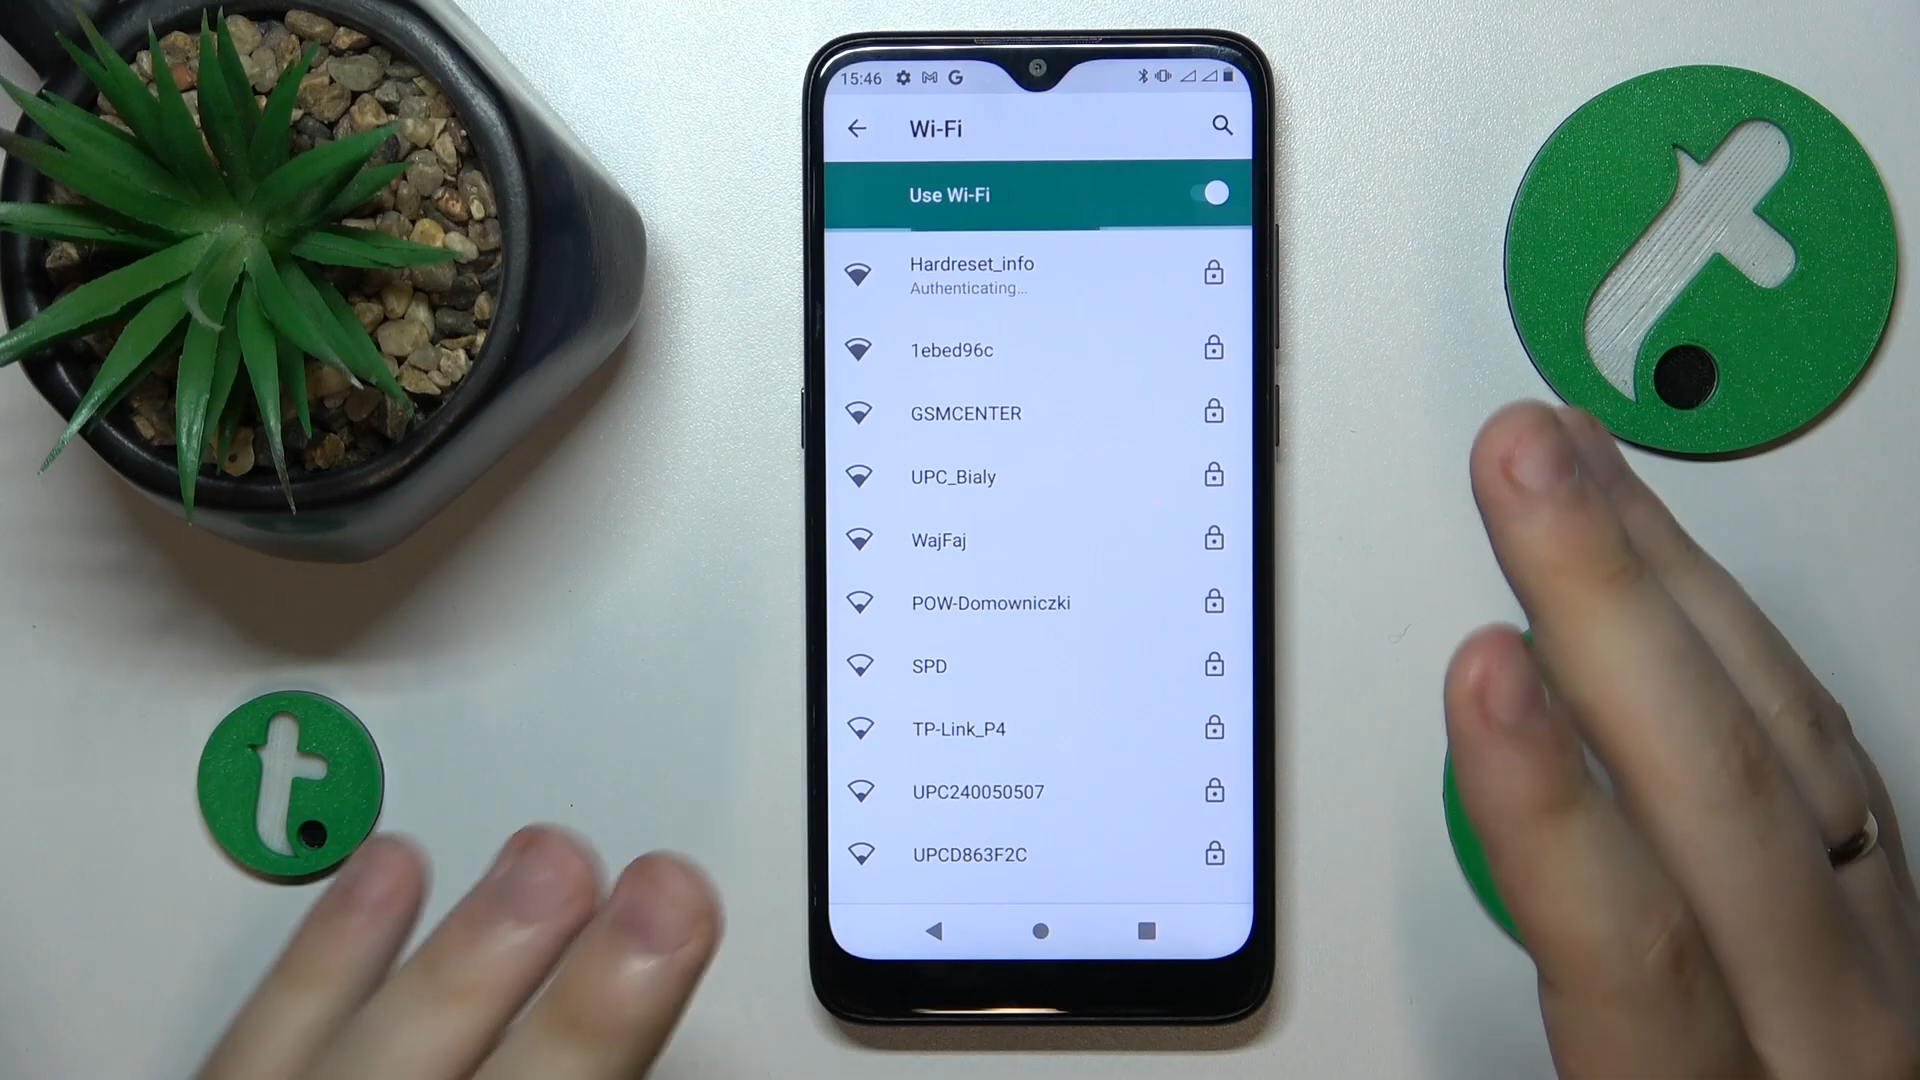 15:46
Wi-Fi
Use Wi-Fi
Hardreset_info
Authenticating...
1ebed96c
GSMCENTER
UPC_Bialy
WajFaj
POW-Domowniczki
SPD
TP-Link_P4
UPC240050507
UPCD863F2C